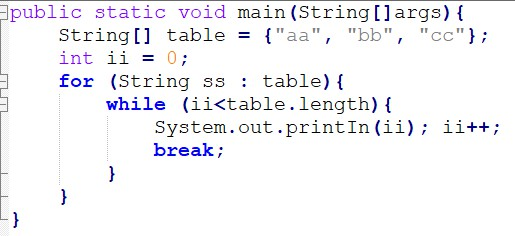 public static void main(String[]args){
String[] table = {"aa", "bb", "cc"};
int ii = 0;
for (String ss : table){
while (ii<table.length){
System.out.printIn(ii); ii++;
break;
}
}
}